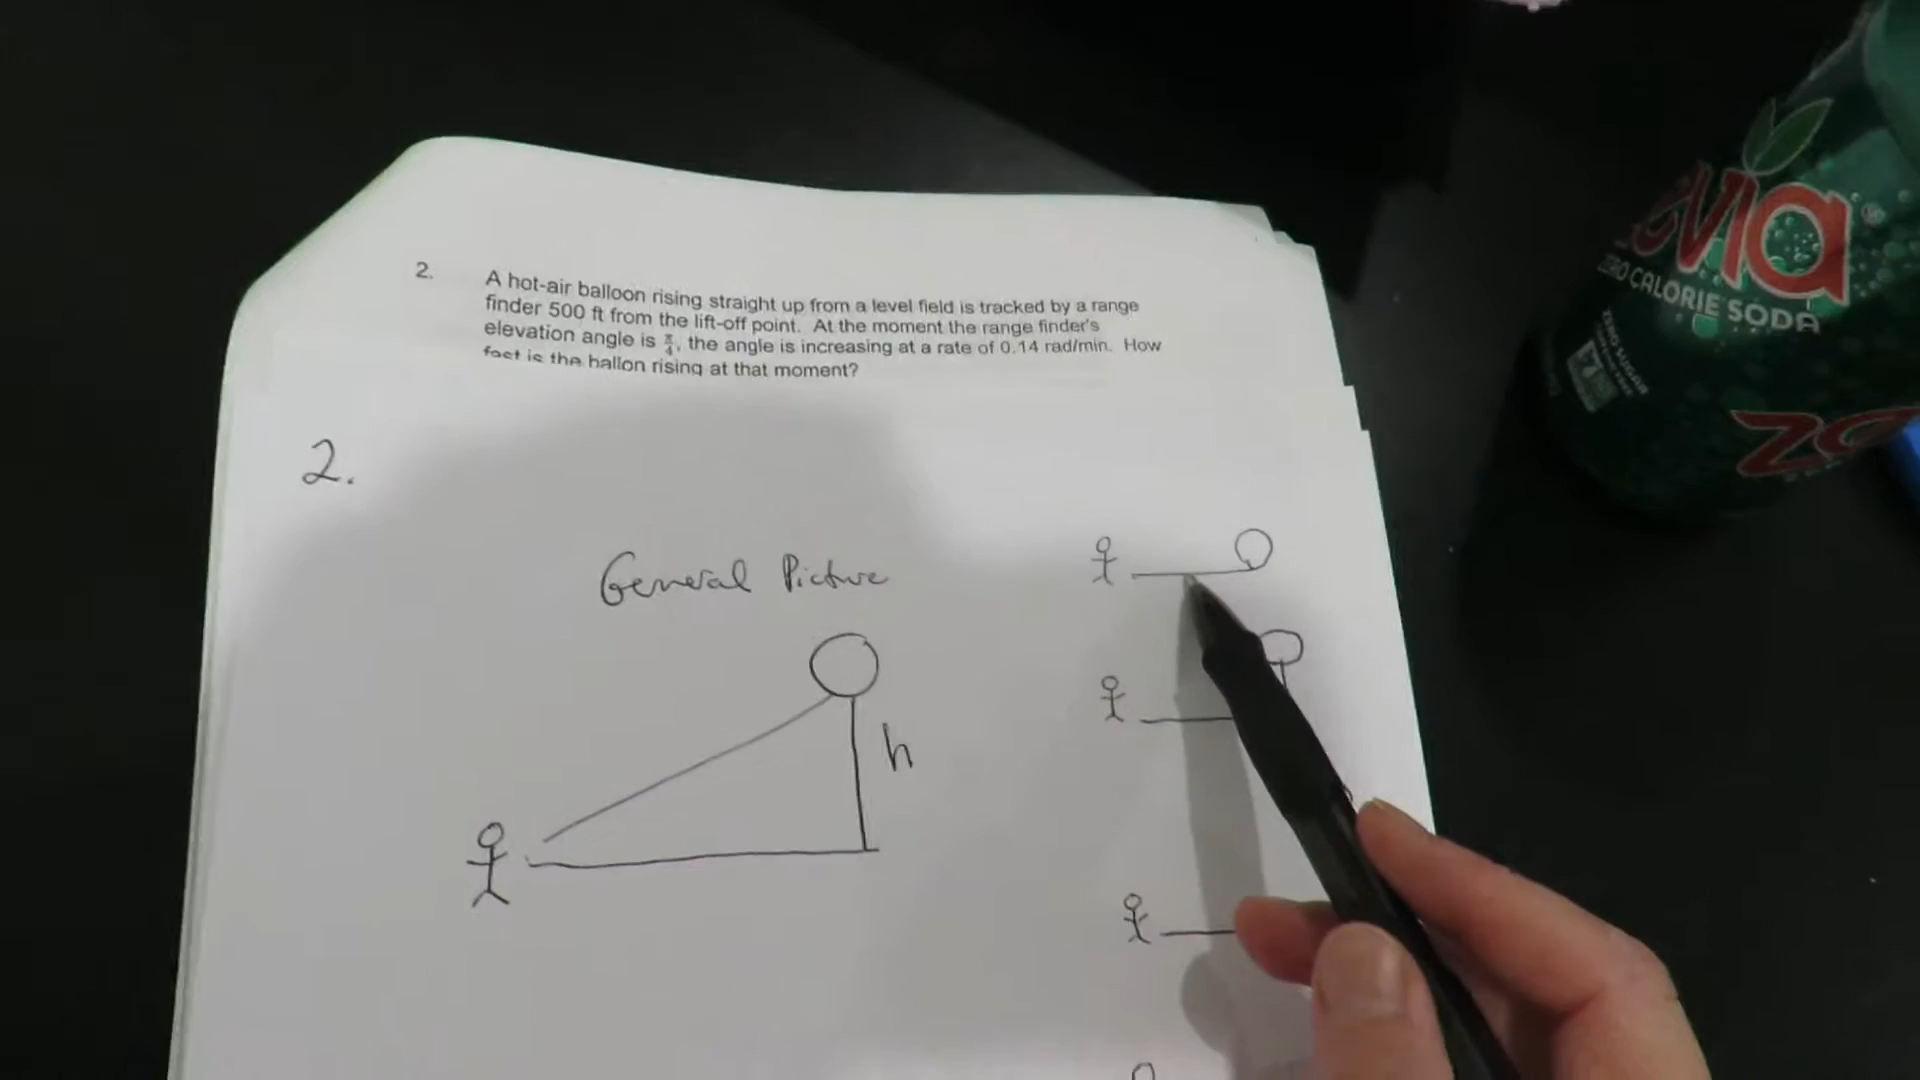 2. A hot-air balloon rising straight up from a level field is tracked by a range
finder 500 ft from the lift-off point. At the moment the range finder's
elevation angle is π/4, the angle is increasing at a rate of 0.14 rad/min. How
fast is the ballon rising at that moment?
2.
General Picture
h
evia®
ZERO CALORIE SODA
ZERO SUGAR